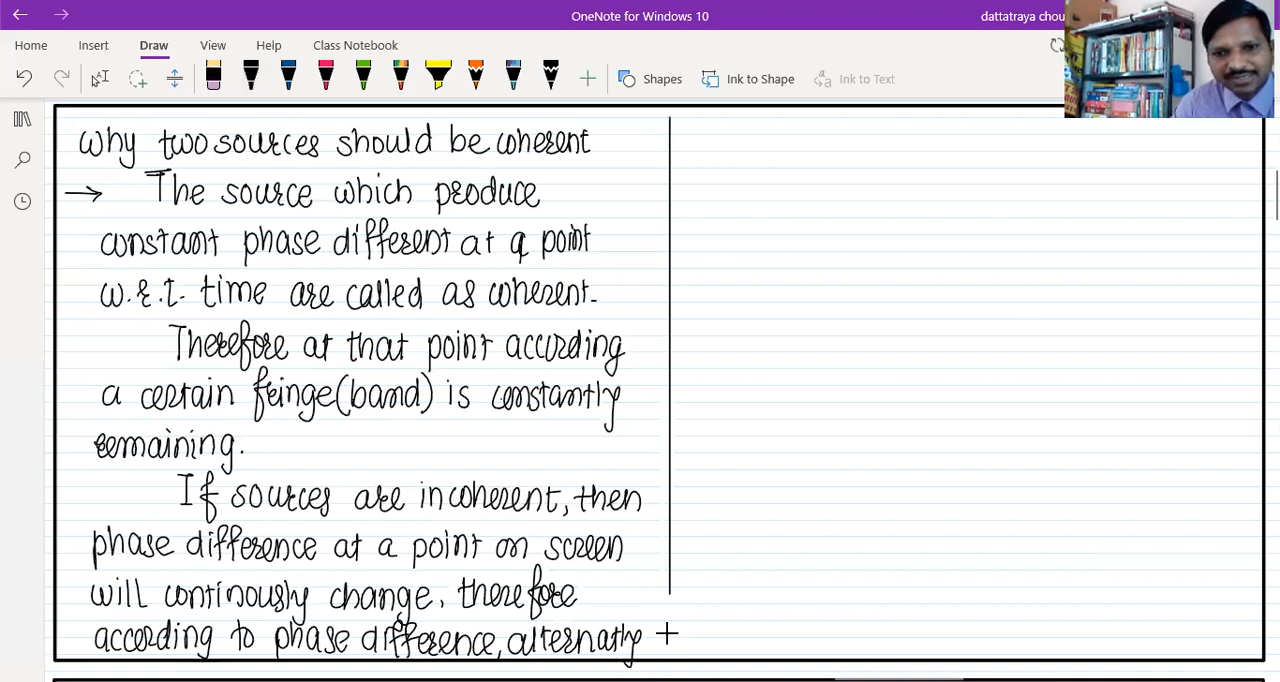 OneNote for Windows 10
dattatraya chou
Home Insert Draw View Help Class Notebook
Shapes Ink to Shape Ink to Text
Why two sources should be coherent
→ The source which produce
constant phase different at a point
w.r.t. time are called as coherent.
Therefore at that point according
a certain fringe(band) is constantly
remaining.
If sources are incoherent, then
phase difference at a point on screen
will continously change, therefore
according to phase difference, alternatly